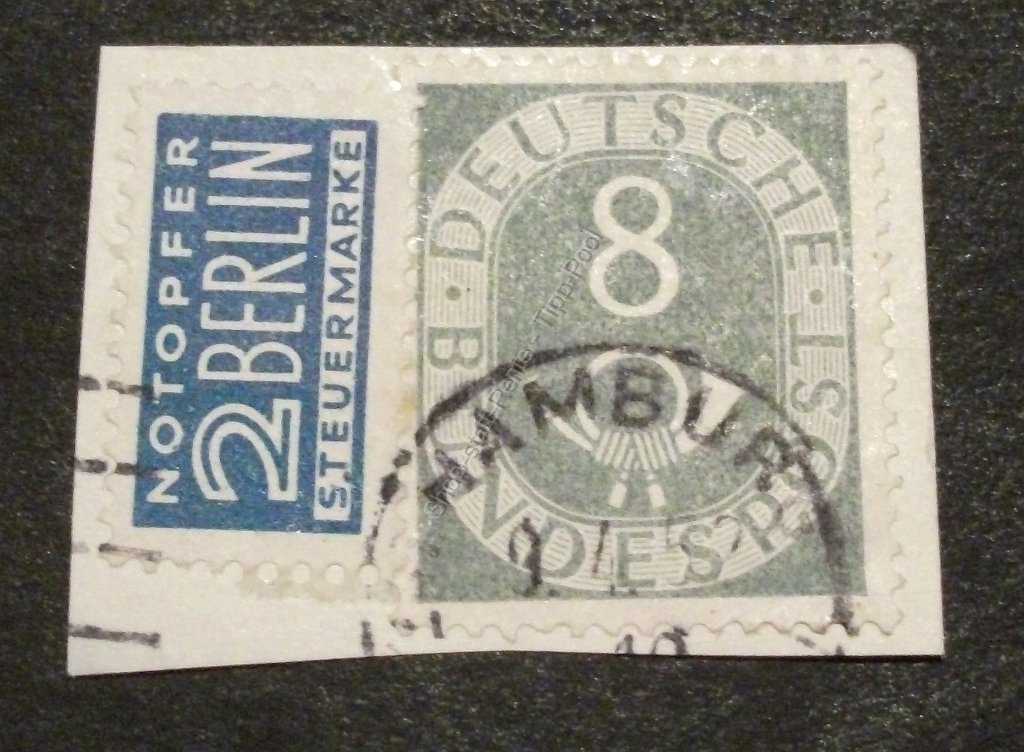 NOTOPFER
2 BERLIN
STEUERMARKE
DEUTSCHE
8
BUNDESPOST
HAMBURG